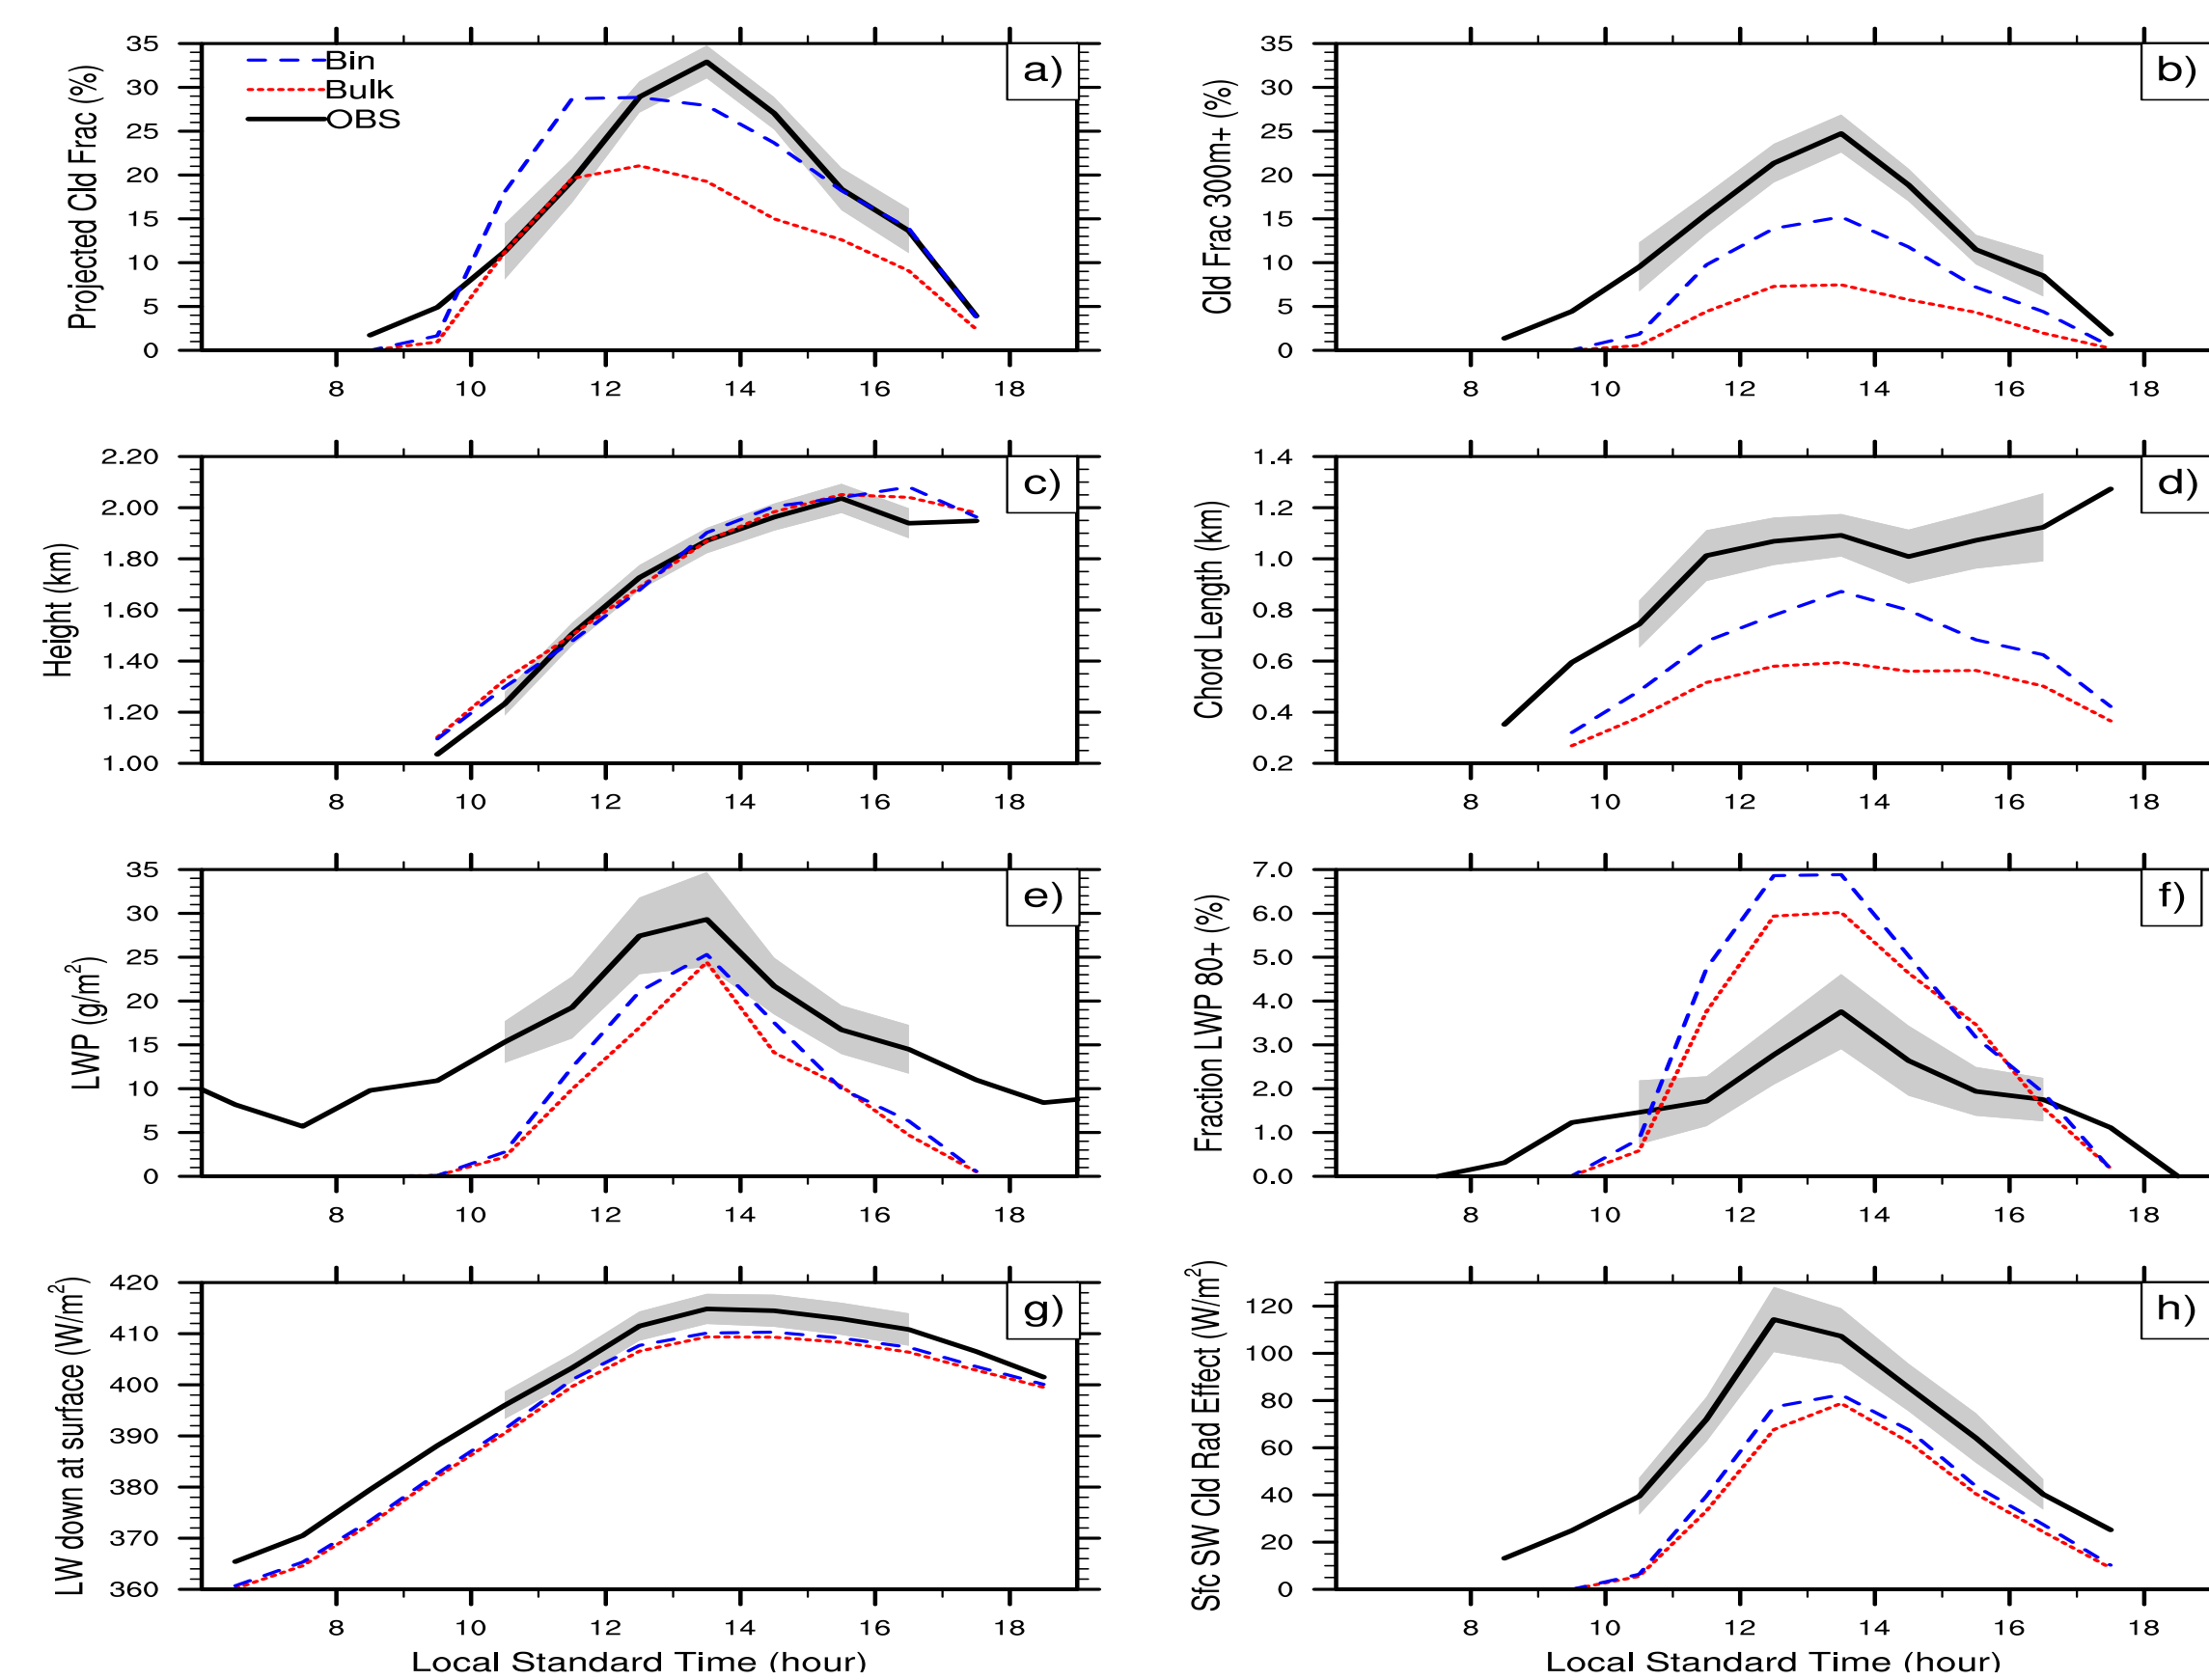 Projected Cld Frac (%)
35
30
25
20
15
10
5
0
Bin
Bulk
OBS
a)
8 10 12 14 16 18
Cld Frac 300m+ (%)
35
30
25
20
15
10
5
0
b)
8 10 12 14 16 18
Height (km)
2.20
2.00
1.80
1.60
1.40
1.20
1.00
c)
8 10 12 14 16 18
Chord Length (km)
1.4
1.2
1.0
0.8
0.6
0.4
0.2
d)
8 10 12 14 16 18
LWP (g/m²)
35
30
25
20
15
10
5
0
e)
8 10 12 14 16 18
Fraction LWP 80+ (%)
7.0
6.0
5.0
4.0
3.0
2.0
1.0
0.0
f)
8 10 12 14 16 18
LW down at surface (W/m²)
420
410
400
390
380
370
360
g)
8 10 12 14 16 18
Local Standard Time (hour)
Sfc SW Cld Rad Effect (W/m²)
120
100
80
60
40
20
0
h)
8 10 12 14 16 18
Local Standard Time (hour)